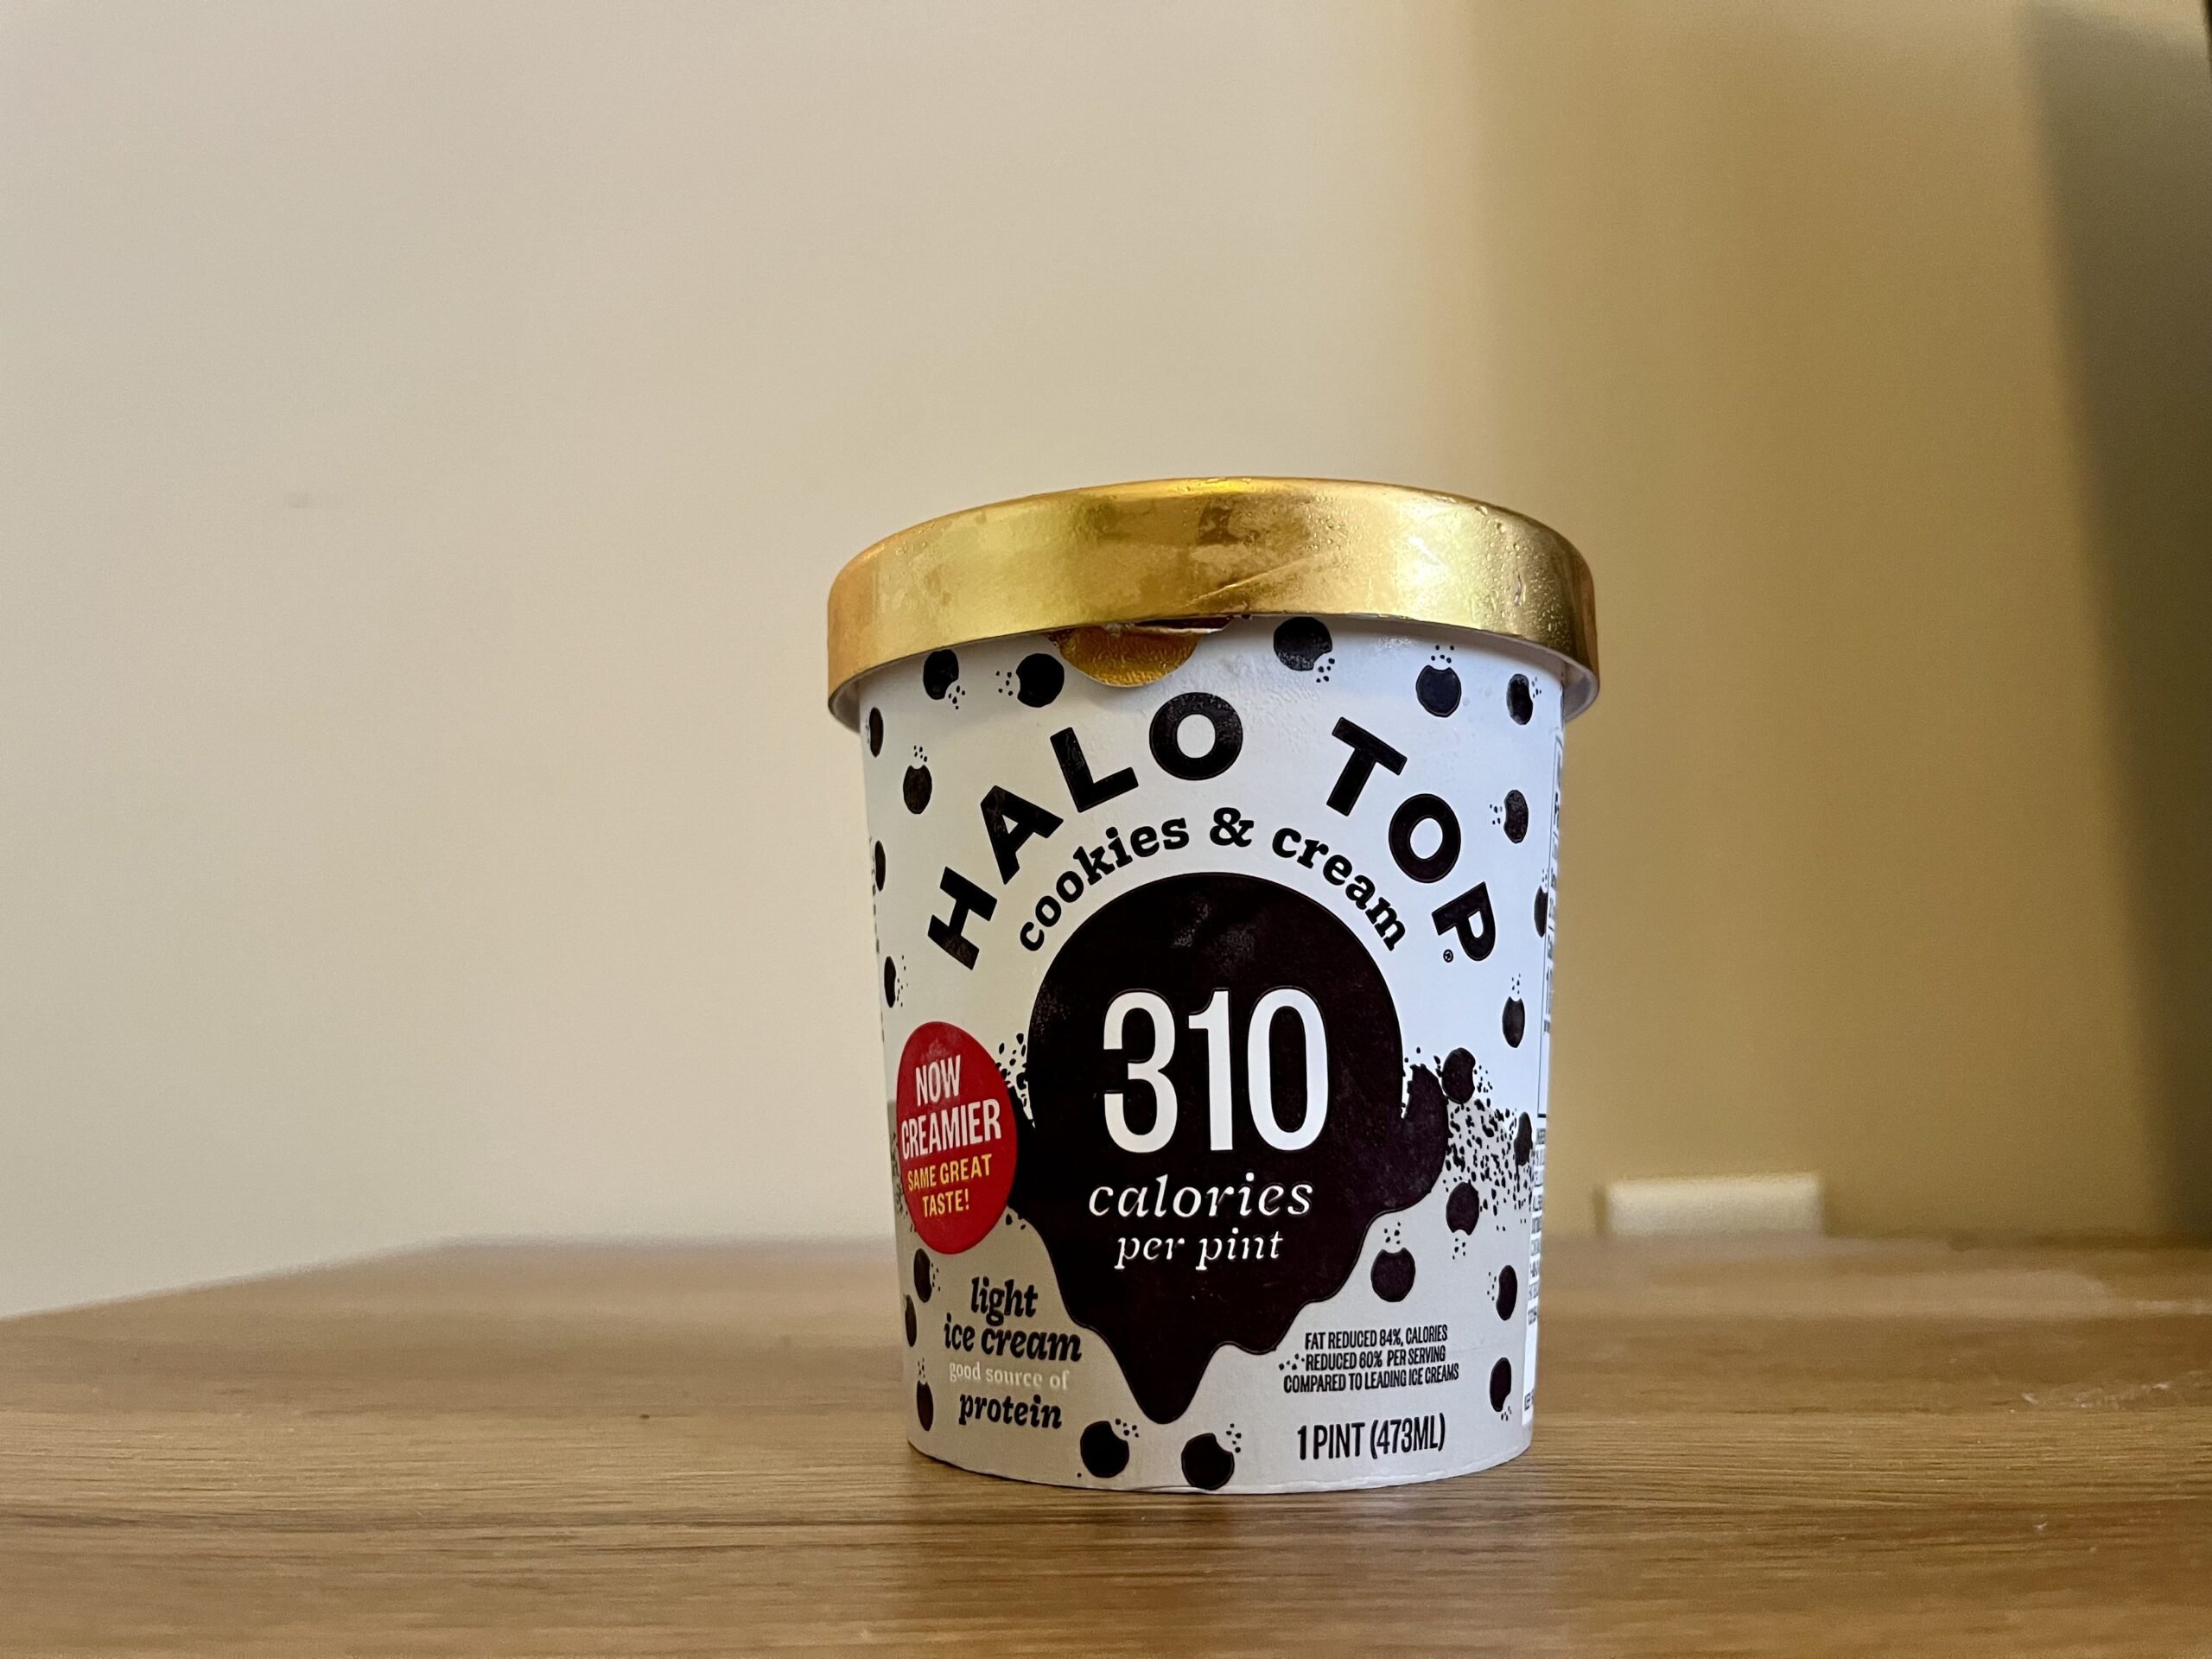 HALO TOP®
cookies & cream
310
calories
per pint
NOW
CREAMIER
SAME GREAT
TASTE!
light
ice cream
good source of
protein
FAT REDUCED 84%, CALORIES
REDUCED 60% PER SERVING
COMPARED TO LEADING ICE CREAMS
1 PINT (473ML)